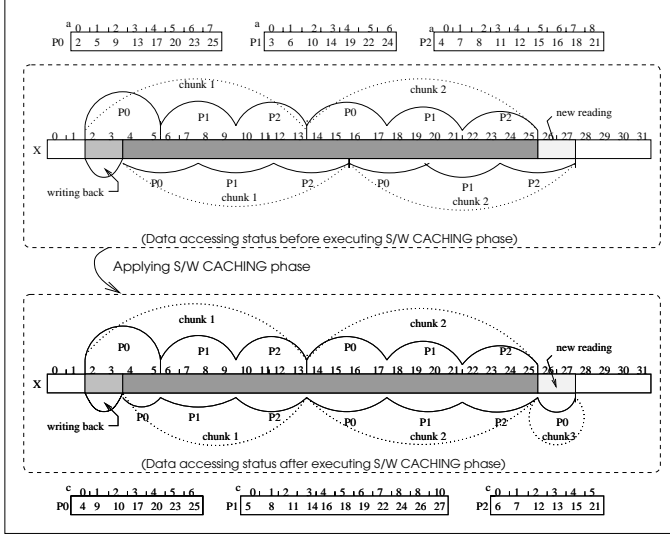 a 0 1 2 3 4 5 6 7
P0 2 5 9 13 17 20 23 25
a 0 1 2 3 4 5 6
P1 3 6 10 14 19 22 24
a 0 1 2 3 4 5 6 7 8
P2 4 7 8 11 12 15 16 18 21
chunk 1 chunk 2
P0 P1 P2 P0 P1 P2 new reading
0 1 2 3 4 5 6 7 8 9 10 11 12 13 14 15 16 17 18 19 20 21 22 23 24 25 26 27 28 29 30 31
X
writing back P0 P1 P2 P0 P1 P2
chunk 1 chunk 2
(Data accessing status before executing S/W CACHING phase)
Applying S/W CACHING phase
chunk 1 chunk 2
P0 P1 P2 P0 P1 P2 new reading
0 1 2 3 4 5 6 7 8 9 10 11 12 13 14 15 16 17 18 19 20 21 22 23 24 25 26 27 28 29 30 31
X
writing back P0 P1 P2 P0 P1 P2 P0
chunk 1 chunk 2 chunk3
(Data accessing status after executing S/W CACHING phase)
c 0 1 2 3 4 5 6
P0 4 9 10 17 20 23 25
c 0 1 2 3 4 5 6 7 8 9 10
P1 5 8 11 14 16 18 19 22 24 26 27
c 0 1 2 3 4 5 6
P2 6 7 12 13 15 21